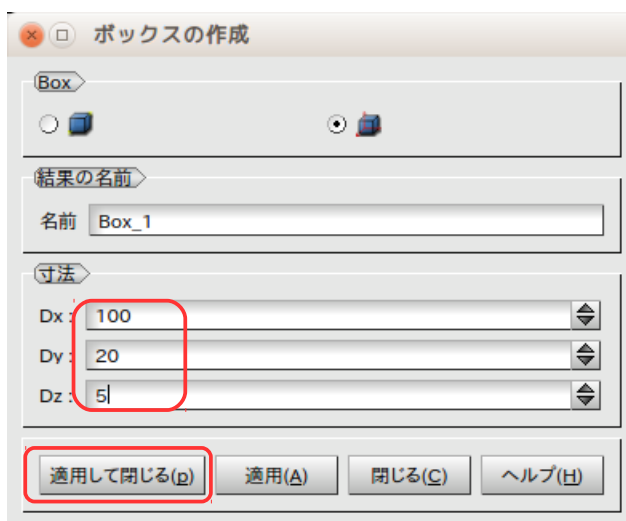 ボックスの作成
Box
結果の名前
名前 Box_1
寸法
Dx : 100
Dy : 20
Dz : 5
適用して閉じる(p) 適用(A) 閉じる(C) ヘルプ(H)